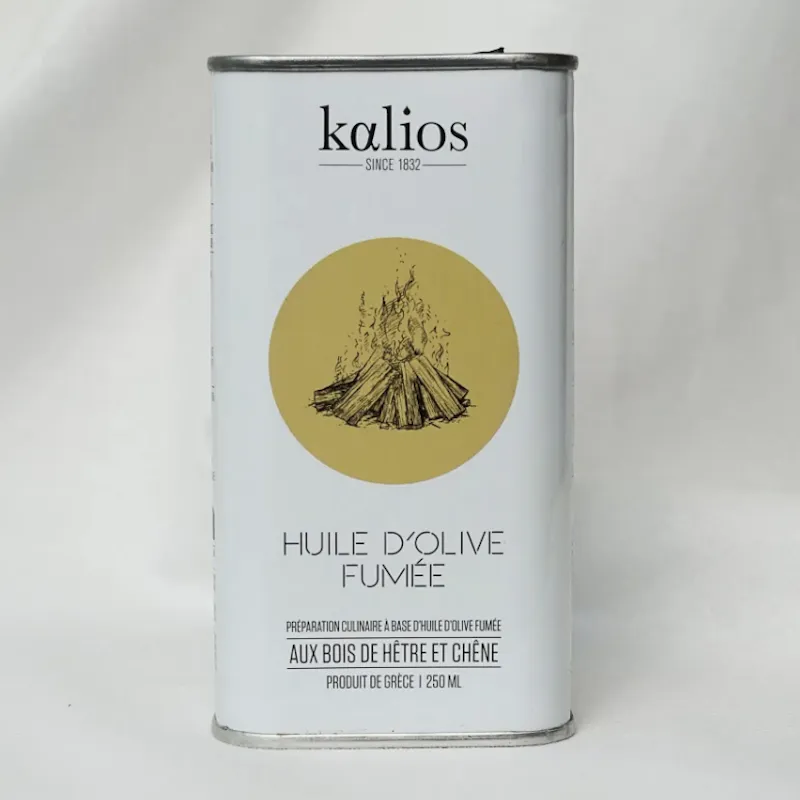 kαlios
SINCE 1832
HUILE D'OLIVE
FUMÉE
PRÉPARATION CULINAIRE À BASE D'HUILE D'OLIVE FUMÉE
AUX BOIS DE HÊTRE ET CHÊNE
PRODUIT DE GRÈCE | 250 ML